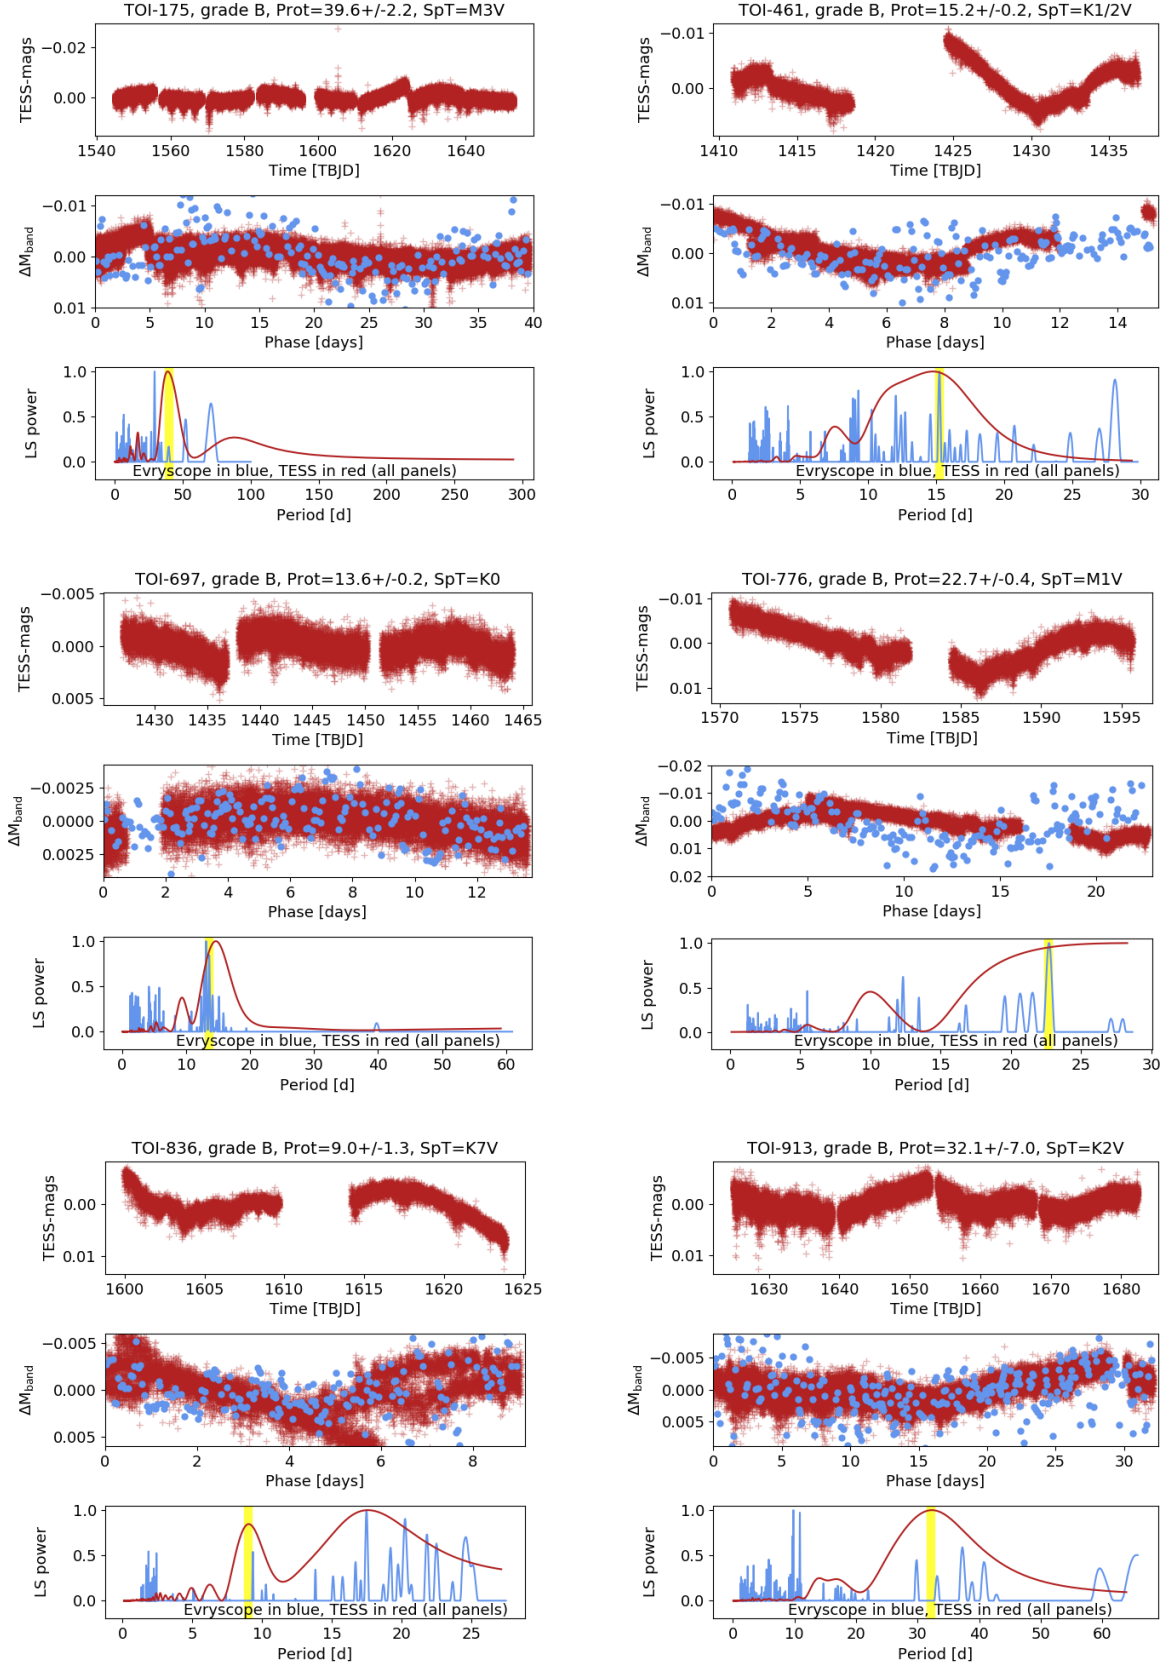 TOI-175, grade B, Prot=39.6+/-2.2, SpT=M3V
−0.02
0.00
TESS-mags
1540 1560 1580 1600 1620 1640
Time [TBJD]
−0.01
0.00
0.01
ΔM_band
0 5 10 15 20 25 30 35 40
Phase [days]
1.0
0.5
0.0
LS power
Evryscope in blue, TESS in red (all panels)
0 50 100 150 200 250 300
Period [d]
TOI-461, grade B, Prot=15.2+/-0.2, SpT=K1/2V
−0.01
0.00
TESS-mags
1410 1415 1420 1425 1430 1435
Time [TBJD]
−0.01
0.00
0.01
ΔM_band
0 2 4 6 8 10 12 14
Phase [days]
1.0
0.5
0.0
LS power
Evryscope in blue, TESS in red (all panels)
0 5 10 15 20 25 30
Period [d]
TOI-697, grade B, Prot=13.6+/-0.2, SpT=K0
−0.005
0.000
0.005
TESS-mags
1430 1435 1440 1445 1450 1455 1460 1465
Time [TBJD]
−0.0025
0.0000
0.0025
ΔM_band
0 2 4 6 8 10 12
Phase [days]
1.0
0.5
0.0
LS power
Evryscope in blue, TESS in red (all panels)
0 10 20 30 40 50 60
Period [d]
TOI-776, grade B, Prot=22.7+/-0.4, SpT=M1V
−0.01
0.00
0.01
TESS-mags
1570 1575 1580 1585 1590 1595
Time [TBJD]
−0.02
−0.01
0.00
0.01
0.02
ΔM_band
0 5 10 15 20
Phase [days]
1.0
0.5
0.0
LS power
Evryscope in blue, TESS in red (all panels)
0 5 10 15 20 25 30
Period [d]
TOI-836, grade B, Prot=9.0+/-1.3, SpT=K7V
0.00
0.01
TESS-mags
1600 1605 1610 1615 1620 1625
Time [TBJD]
−0.005
0.000
0.005
ΔM_band
0 2 4 6 8
Phase [days]
1.0
0.5
0.0
LS power
Evryscope in blue, TESS in red (all panels)
0 5 10 15 20 25
Period [d]
TOI-913, grade B, Prot=32.1+/-7.0, SpT=K2V
0.00
0.01
TESS-mags
1630 1640 1650 1660 1670 1680
Time [TBJD]
−0.005
0.000
0.005
ΔM_band
0 5 10 15 20 25 30
Phase [days]
1.0
0.5
0.0
LS power
Evryscope in blue, TESS in red (all panels)
0 10 20 30 40 50 60
Period [d]